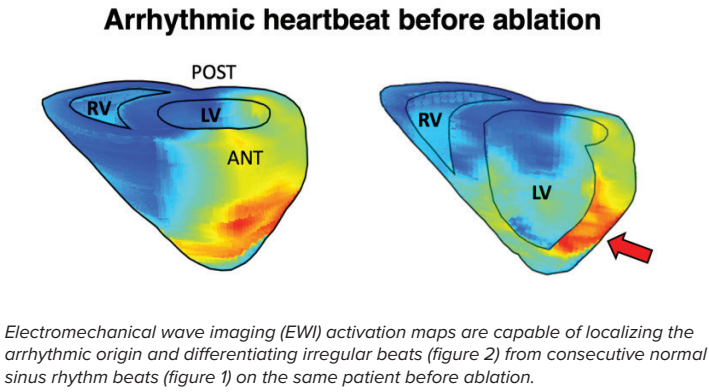 Arrhythmic heartbeat before ablation
POST
RV
LV
ANT
RV
LV
Electromechanical wave imaging (EWI) activation maps are capable of localizing the
arrhythmic origin and differentiating irregular beats (figure 2) from consecutive normal
sinus rhythm beats (figure 1) on the same patient before ablation.